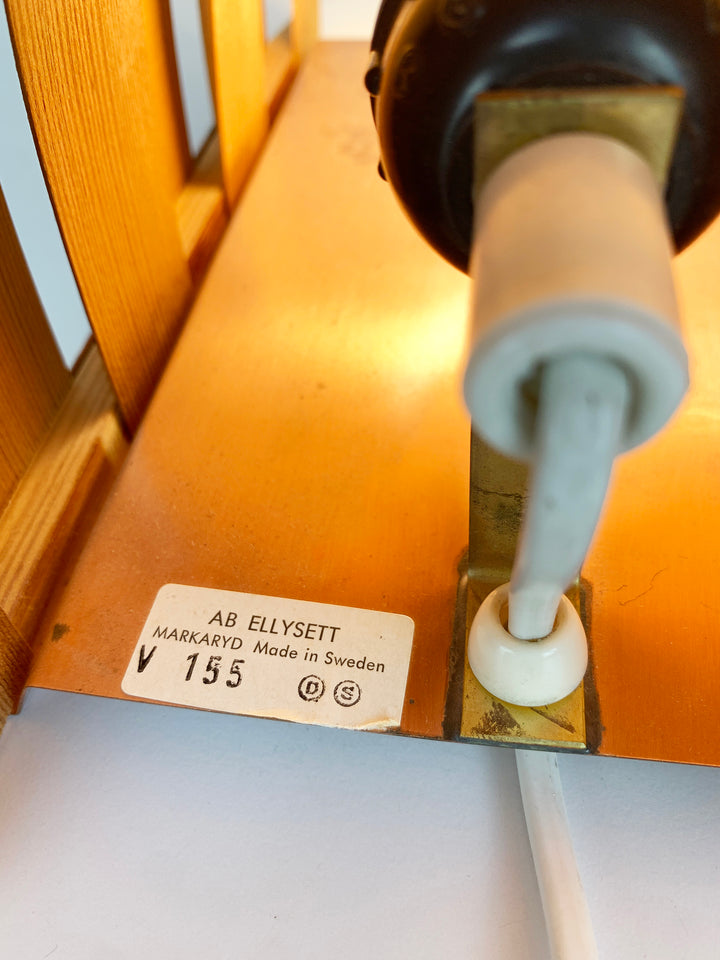 AB ELLYSETT
MARKARYD Made in Sweden
V 155 D S